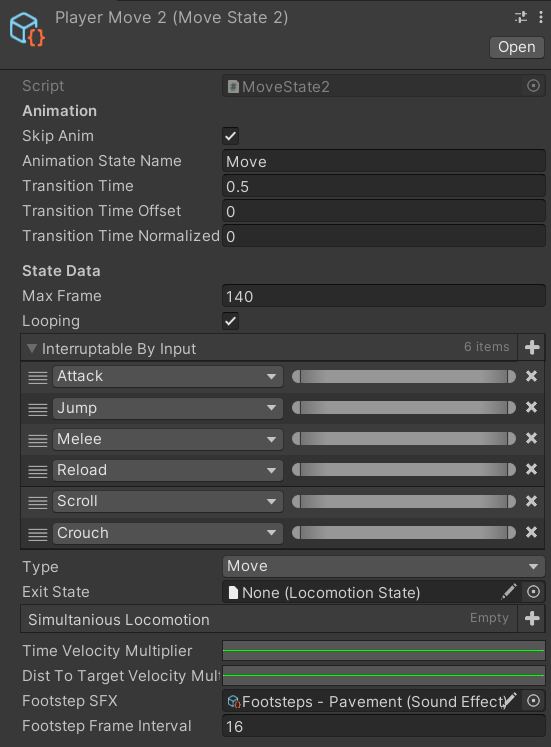 Player Move 2 (Move State 2)
Open
Script MoveState2
Animation
Skip Anim
Animation State Name Move
Transition Time 0.5
Transition Time Offset 0
Transition Time Normalized 0
State Data
Max Frame 140
Looping
Interruptable By Input 6 items
Attack
Jump
Melee
Reload
Scroll
Crouch
Type Move
Exit State None (Locomotion State)
Simultanious Locomotion Empty
Time Velocity Multiplier
Dist To Target Velocity Mult
Footstep SFX Footsteps - Pavement (Sound Effect)
Footstep Frame Interval 16